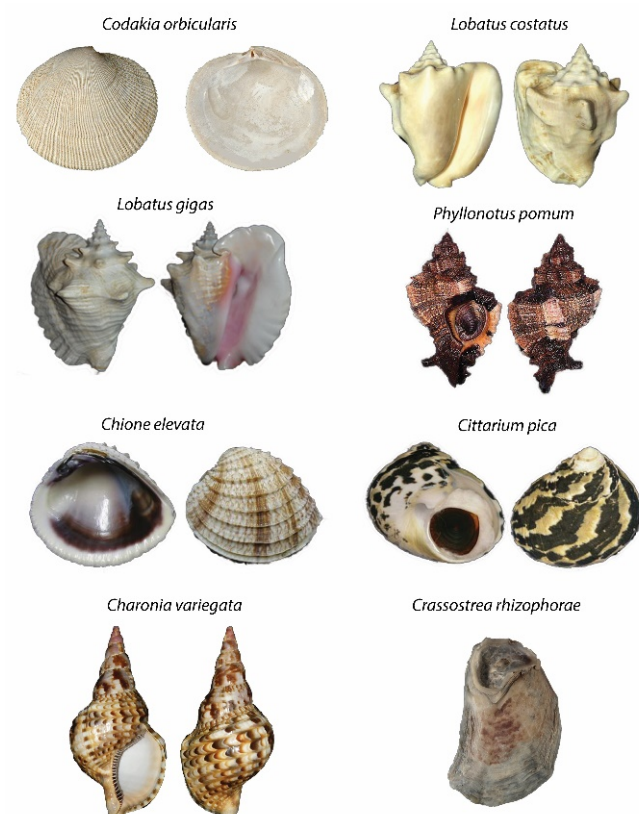 Codakia orbicularis
Lobatus costatus
Lobatus gigas
Phyllonotus pomum
Chione elevata
Cittarium pica
Charonia variegata
Crassostrea rhizophorae